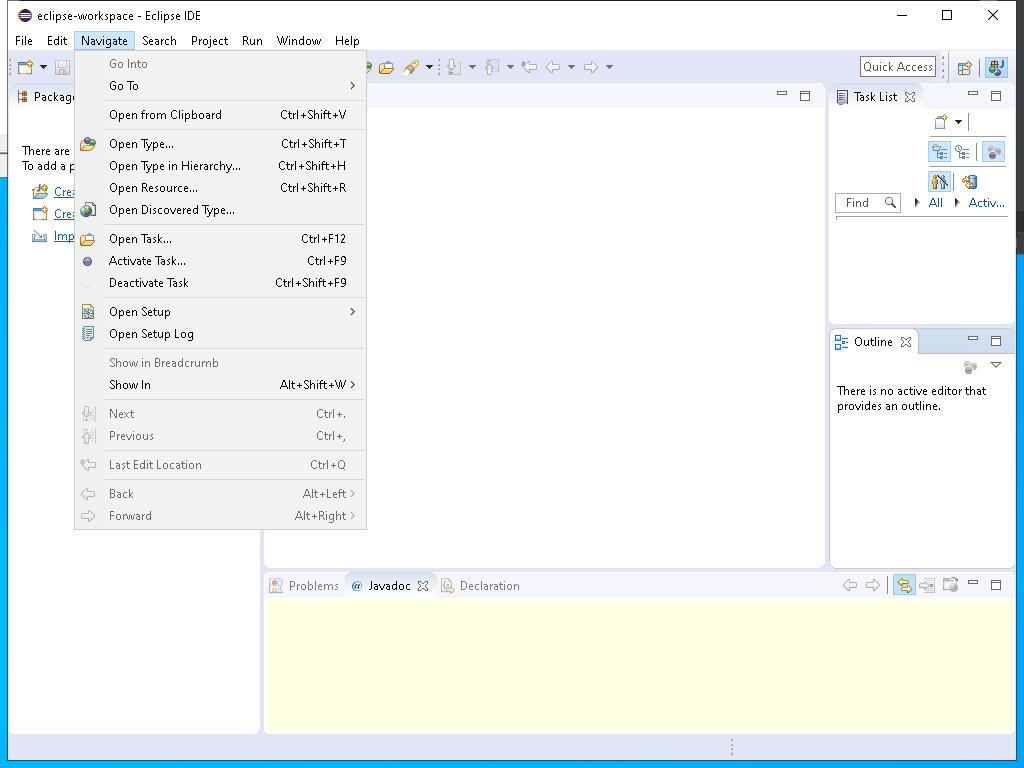 eclipse-workspace - Eclipse IDE
File Edit Navigate Search Project Run Window Help
Quick Access
Go Into
Go To
Open from Clipboard Ctrl+Shift+V
Open Type... Ctrl+Shift+T
Open Type in Hierarchy... Ctrl+Shift+H
Open Resource... Ctrl+Shift+R
Open Discovered Type...
Open Task... Ctrl+F12
Activate Task... Ctrl+F9
Deactivate Task Ctrl+Shift+F9
Open Setup
Open Setup Log
Show in Breadcrumb
Show In Alt+Shift+W
Next Ctrl+.
Previous Ctrl+,
Last Edit Location Ctrl+Q
Back Alt+Left
Forward Alt+Right
Packag
There are
To add a p
Crea
Crea
Imp
Task List
Find All Activ...
Outline
There is no active editor that
provides an outline.
Problems @ Javadoc Declaration